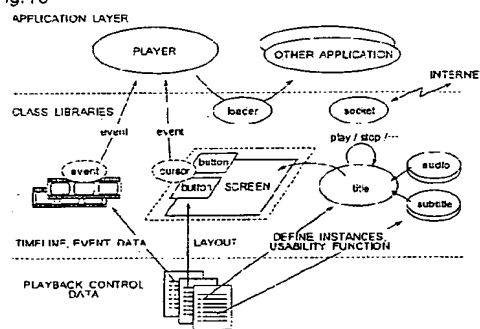 APPLICATION LAYER
PLAYER
OTHER APPLICATION
INTERNE
CLASS LIBRARIES
loader
socket
event
event
play / stop /---
event
cursor
button
button
SCREEN
title
audio
subtitle
TIMELINE, EVENT DATA
LAYOUT
DEFINE INSTANCES,
USABILITY FUNCTION
PLAYBACK CONTROL
DATA